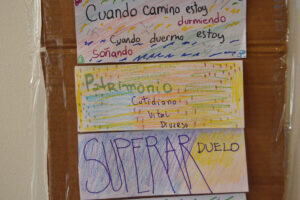 Cuando camino estoy
durmiendo
Cuando duermo estoy
soñando
Patrimonio
Cotidiano
Vital
Diverso
SUPERAR DUELO